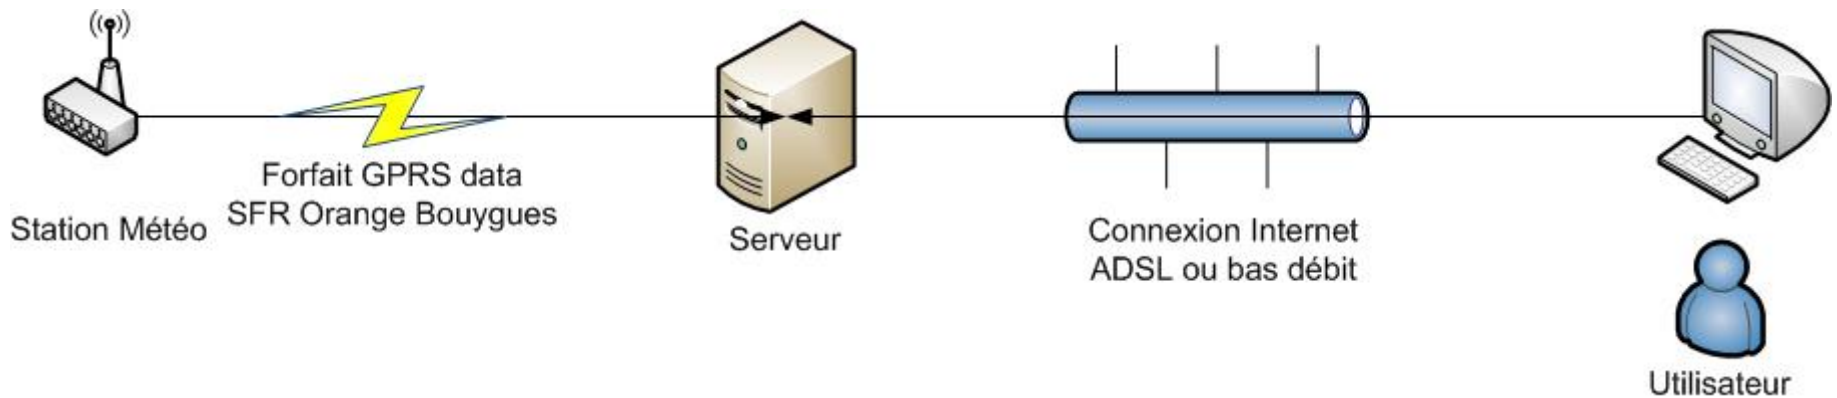 Station Météo
Forfait GPRS data
SFR Orange Bouygues
Serveur
Connexion Internet
ADSL ou bas débit
Utilisateur